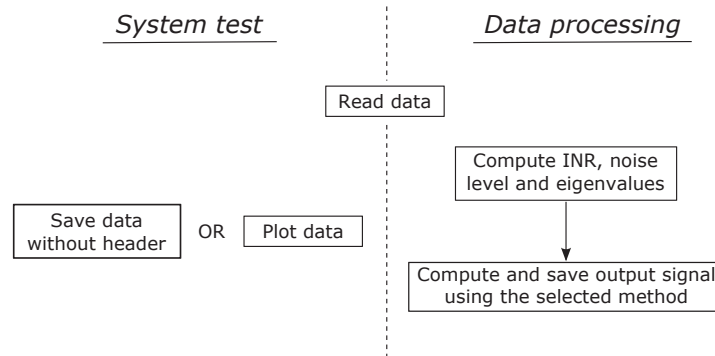 System test
Data processing
Read data
Compute INR, noise
level and eigenvalues
Save data
without header
OR
Plot data
Compute and save output signal
using the selected method